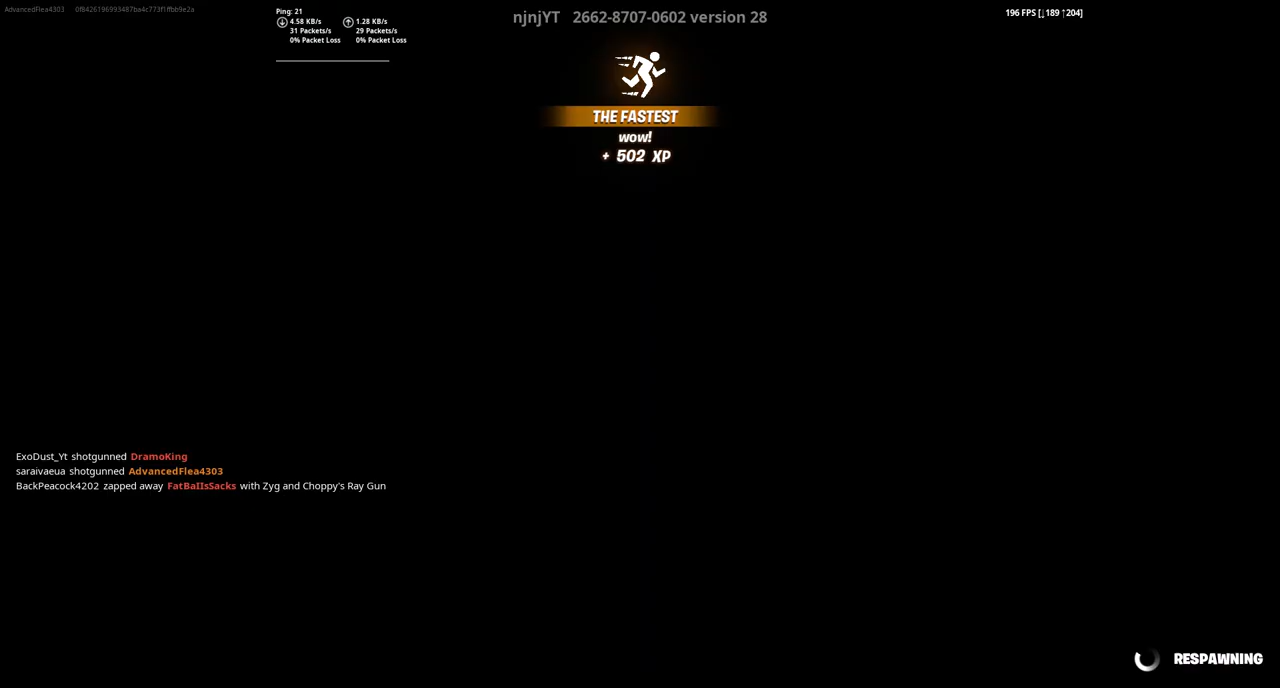 AdvancedFlea4303
Ping: 21
4.58 KB/s 1.28 KB/s
31 Packets/s 29 Packets/s
0% Packet Loss 0% Packet Loss
njnjYT 2662-8707-0602 version 28
196 FPS [↓189 ↑204]
THE FASTEST
wow!
+ 502 XP
ExoDust_Yt shotgunned DramoKing
saraivaeua shotgunned AdvancedFlea4303
BackPeacock4202 zapped away FatBaIIsSacks with Zyg and Choppy's Ray Gun
RESPAWNING